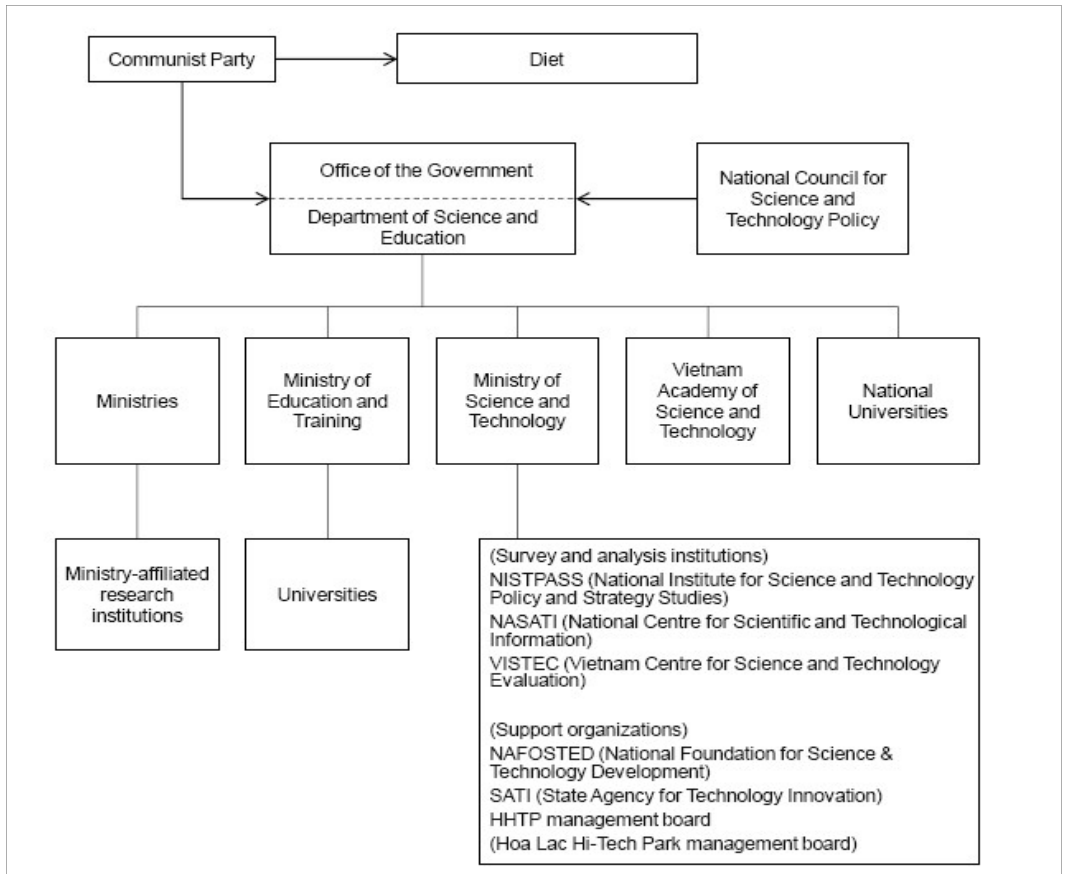 Communist Party
Diet
Office of the Government
Department of Science and
Education
National Council for
Science and
Technology Policy
Ministries
Ministry of
Education and
Training
Ministry of
Science and
Technology
Vietnam
Academy of
Science and
Technology
National
Universities
Ministry-affiliated
research
institutions
Universities
(Survey and analysis institutions)
NISTPASS (National Institute for Science and Technology
Policy and Strategy Studies)
NASATI (National Centre for Scientific and Technological
Information)
VISTEC (Vietnam Centre for Science and Technology
Evaluation)
(Support organizations)
NAFOSTED (National Foundation for Science &
Technology Development)
SATI (State Agency for Technology Innovation)
HHTP management board
(Hoa Lac Hi-Tech Park management board)